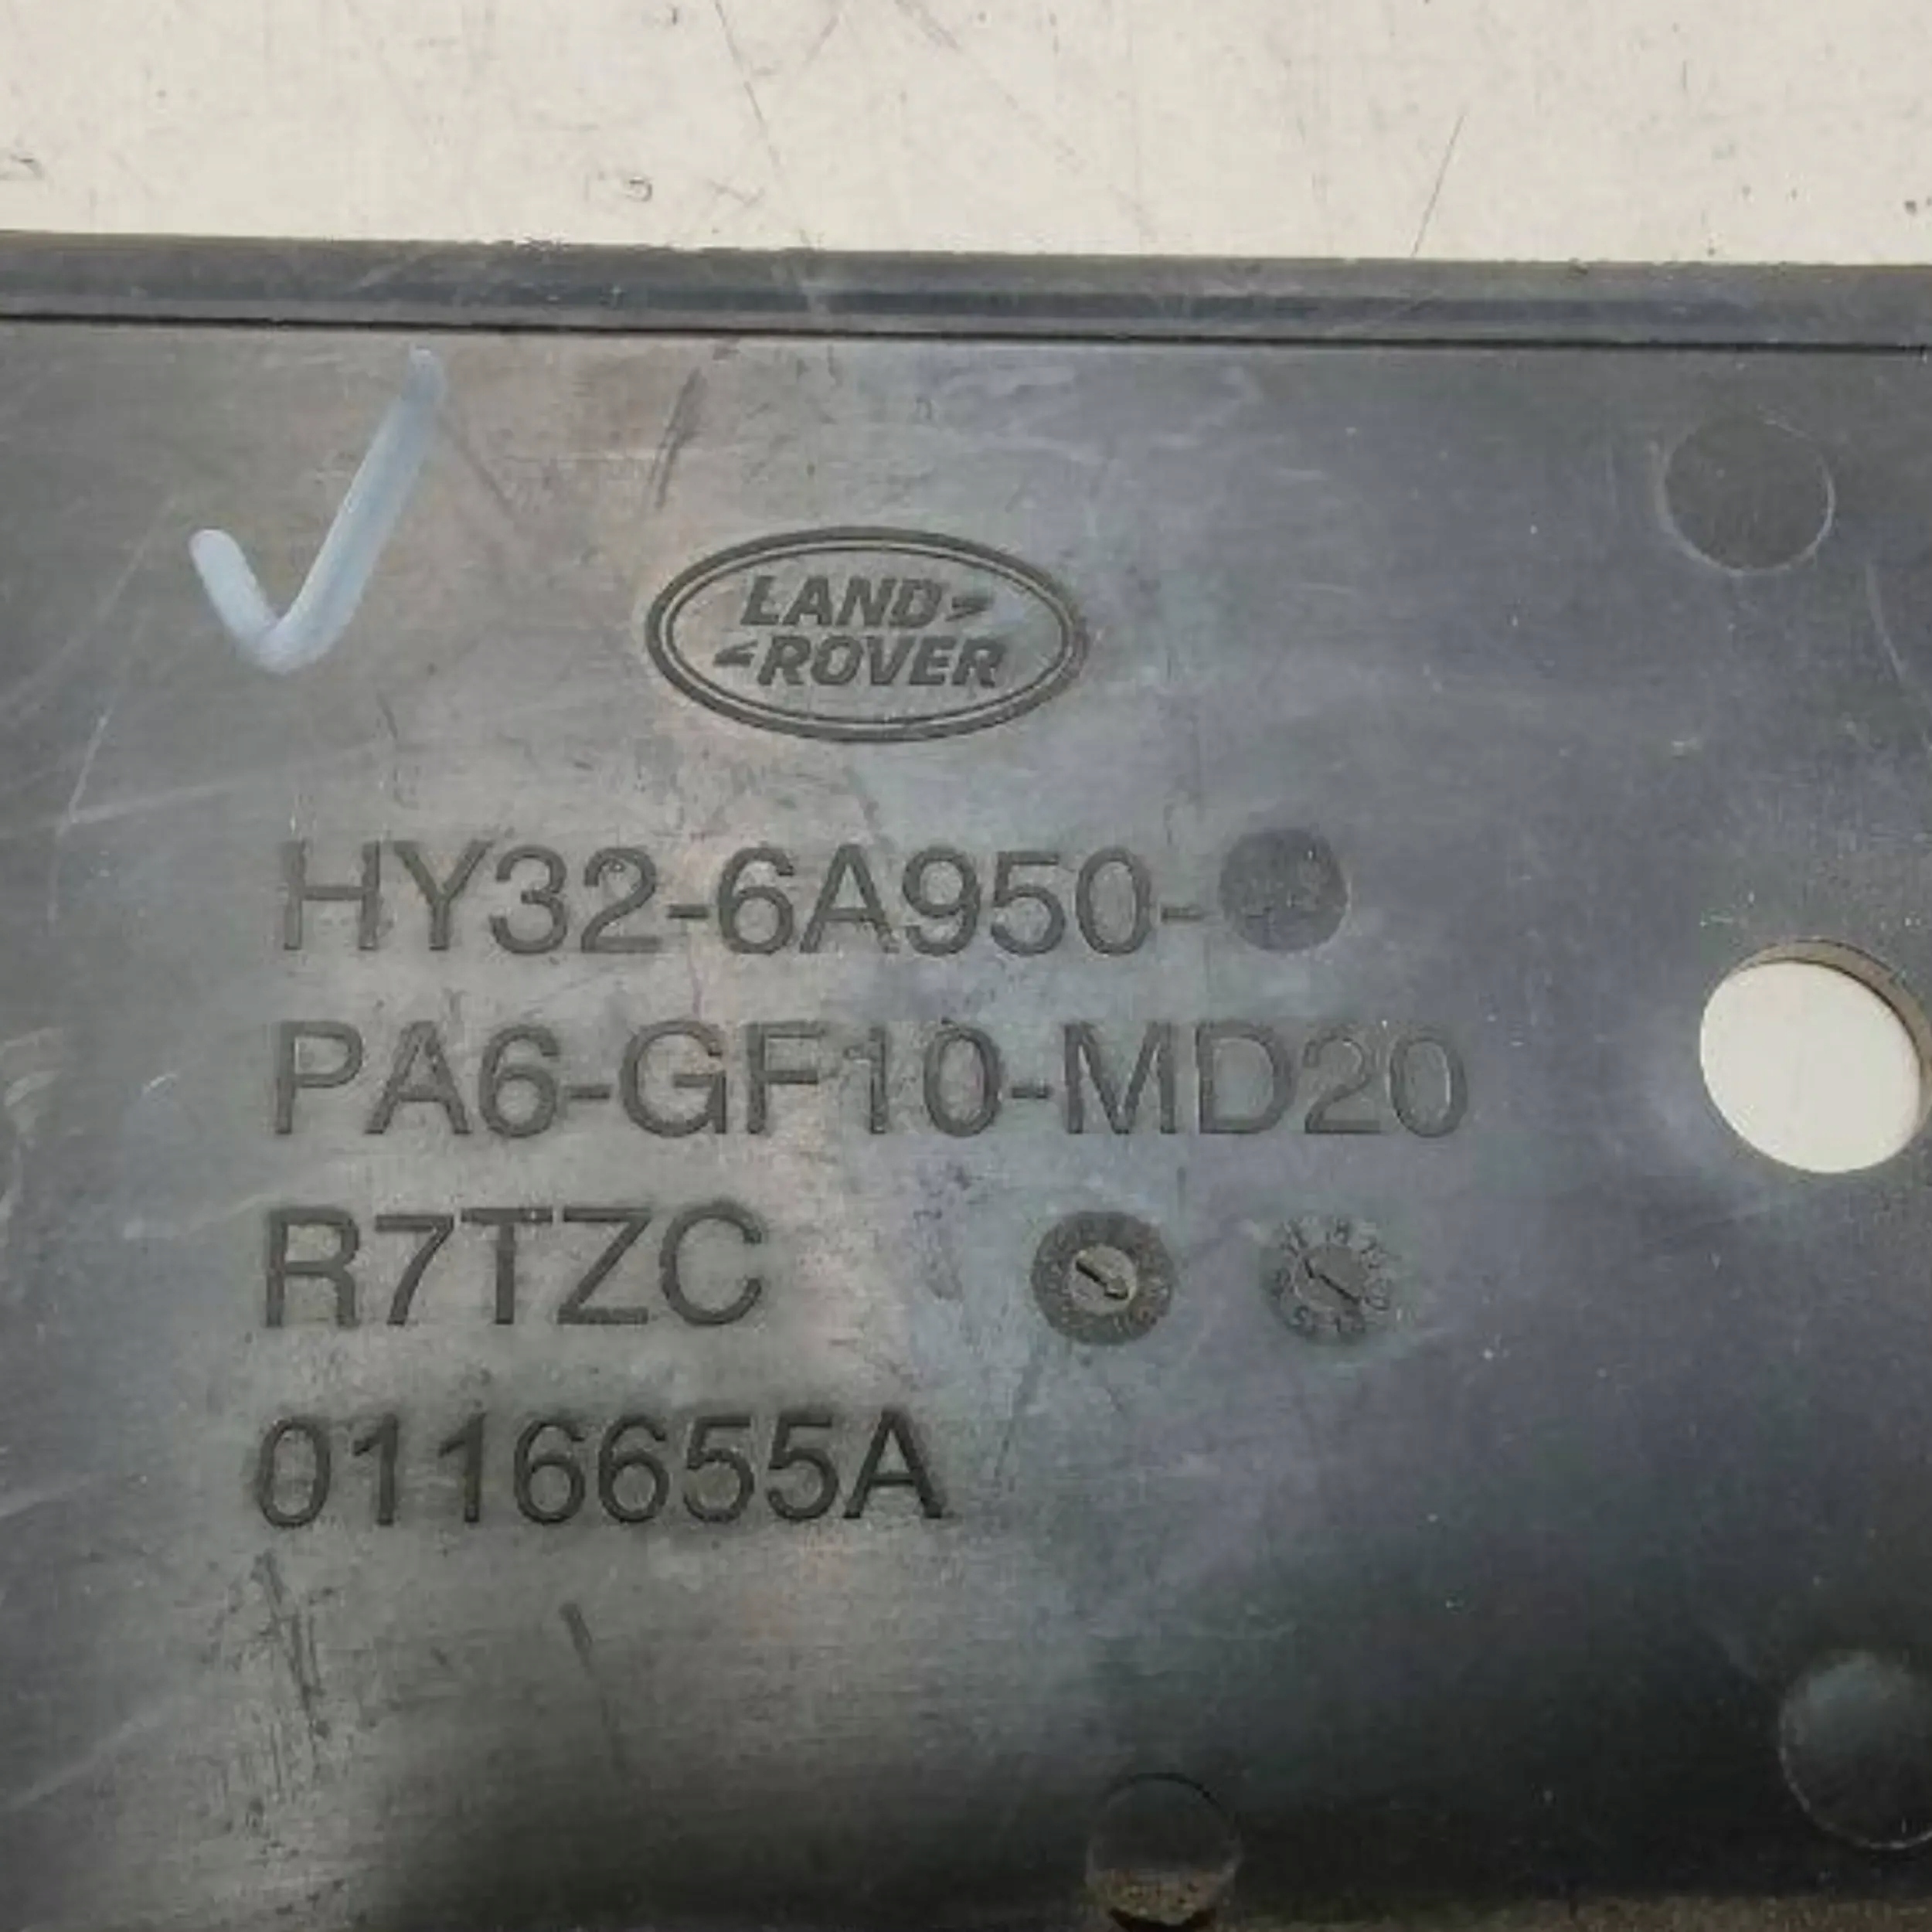 LAND
ROVER
HY32-6A950-
PA6-GF10-MD20
R7TZC
0116655A